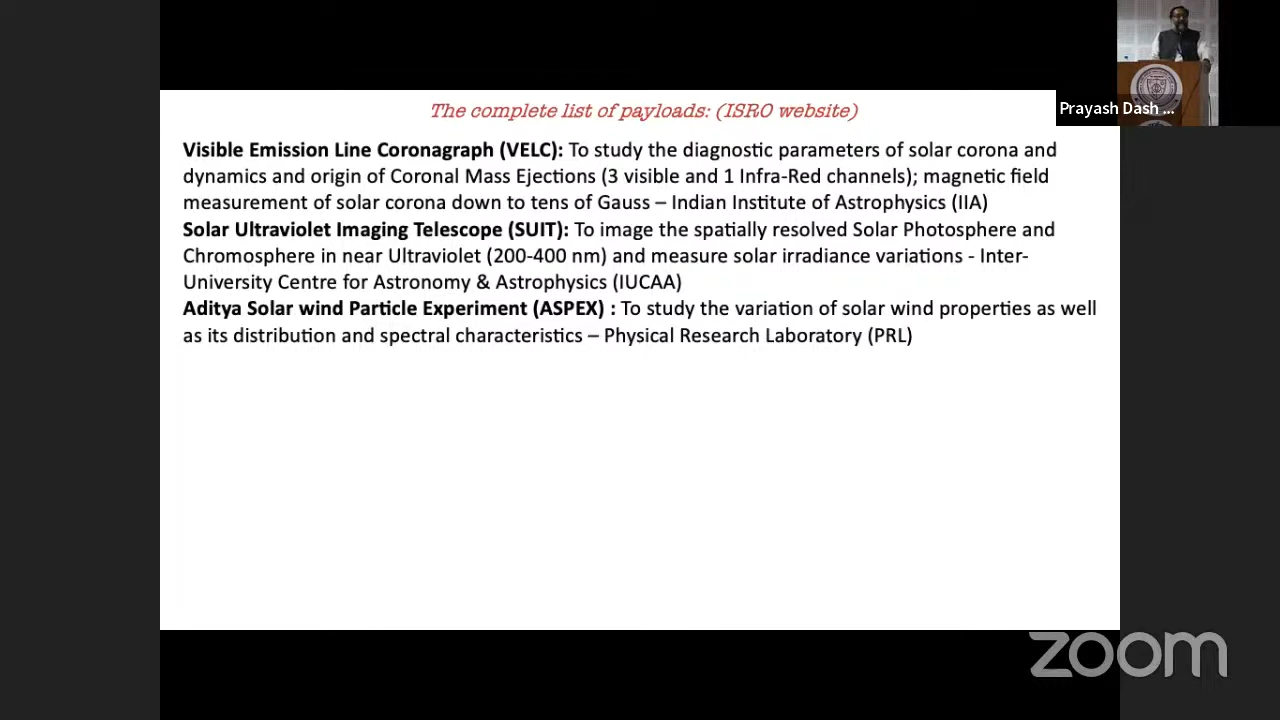 The complete list of payloads: (ISRO website)
Prayash Dash ...
Visible Emission Line Coronagraph (VELC): To study the diagnostic parameters of solar corona and
dynamics and origin of Coronal Mass Ejections (3 visible and 1 Infra-Red channels); magnetic field
measurement of solar corona down to tens of Gauss – Indian Institute of Astrophysics (IIA)
Solar Ultraviolet Imaging Telescope (SUIT): To image the spatially resolved Solar Photosphere and
Chromosphere in near Ultraviolet (200-400 nm) and measure solar irradiance variations - Inter-
University Centre for Astronomy & Astrophysics (IUCAA)
Aditya Solar wind Particle Experiment (ASPEX) : To study the variation of solar wind properties as well
as its distribution and spectral characteristics – Physical Research Laboratory (PRL)
zoom